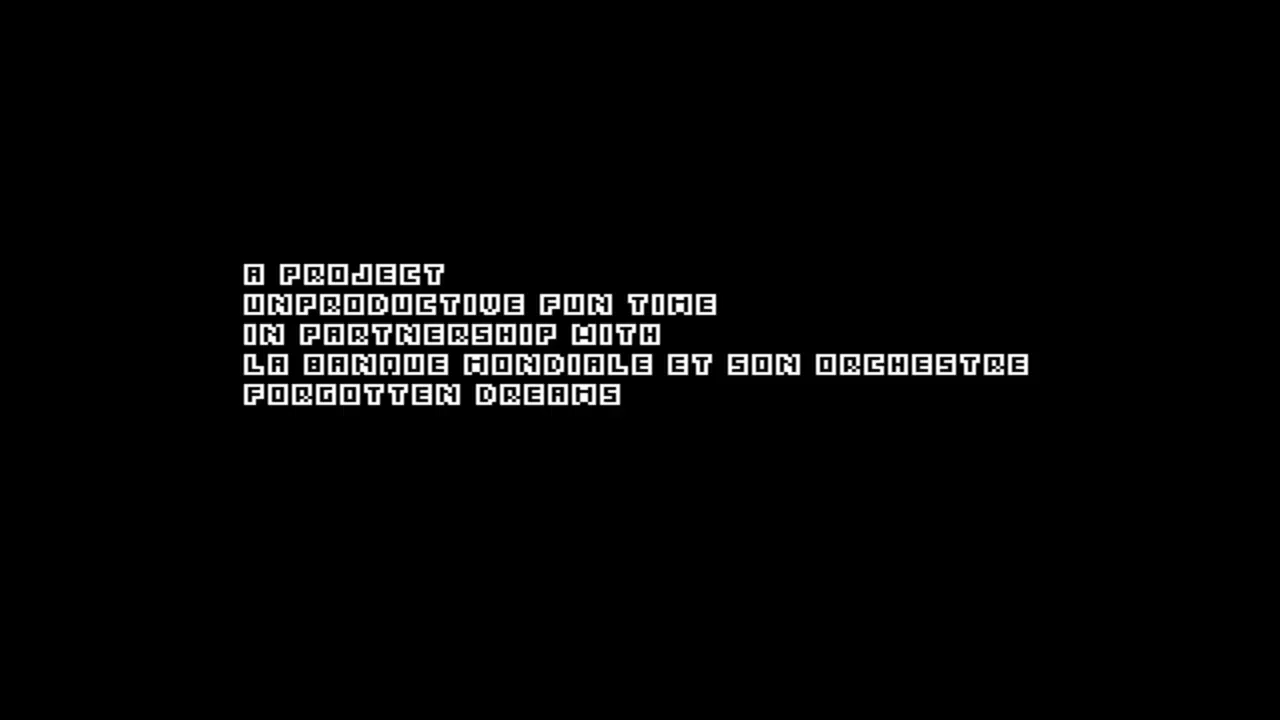 A PROJECT
UNPRODUCTIVE FUN TIME
IN PARTNERSHIP WITH
LA BANQUE MONDIALE ET SON ORCHESTRE
FORGOTTEN DREAMS